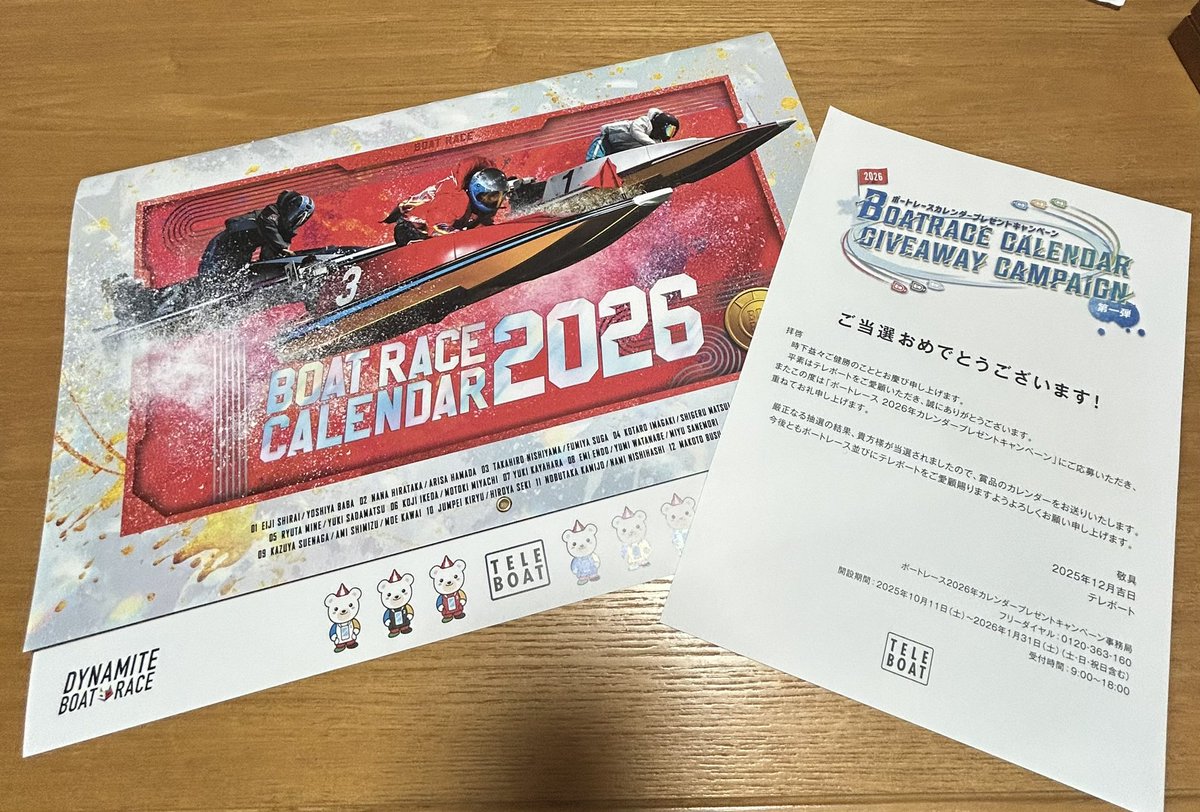 BOAT RACE
1
3
BOAT RACE
CALENDAR 2026
01 EIJI SHIRAI/YOSHIYA BABA 02 NANA HIRATAKA/ARISA HAMADA 03 TAKAHIRO NISHIYAMA/FUMIYA SUGA 04 KOTARO IMAGAKI/SHIGERU
05 RYUTA MINE/YUKI SADAMATSU 06 KOJI IKEDA/MOTOKI MIYACHI 07 YUKI KAYAHARA 08 EMI ENDO/YUMI WATANABE/MIYU SANEMORI
09 KAZUYA SUENAGA/AMI SHIMIZU/MOE KAWAI 10 JUMPEI KIRYU/HIROYA SEKI 11 NOBUTAKA KAMIJO/NAMI NISHIHASHI 12 MAKOTO
TELE
BOAT
DYNAMITE
BOAT RACE
2026
ボートレースカレンダープレゼントキャンペーン
BOATRACE CALENDAR
GIVEAWAY CAMPAIGN
第一弾
ご当選おめでとうございます!
拝啓
時下益々ご健勝のこととお慶び申し上げます。
平素はテレボートをご愛顧いただき、誠にありがとうございます。
またこの度は「ボートレース 2026年カレンダープレゼントキャンペーン」にご応募いただき、
重ねてお礼申し上げます。
厳正なる抽選の結果、貴方様が当選されましたので、賞品のカレンダーをお送りいたします。
今後ともボートレース並びにテレボートをご愛顧賜りますようよろしくお願い申し上げます。
敬具
2025年12月吉日
テレボート
ボートレース2026年カレンダープレゼントキャンペーン事務局
フリーダイヤル:0120-363-160
開設期間:2025年10月11日(土)~2026年1月31日(土)(土・日・祝日含む)
受付時間:9:00~18:00
TELE
BOAT